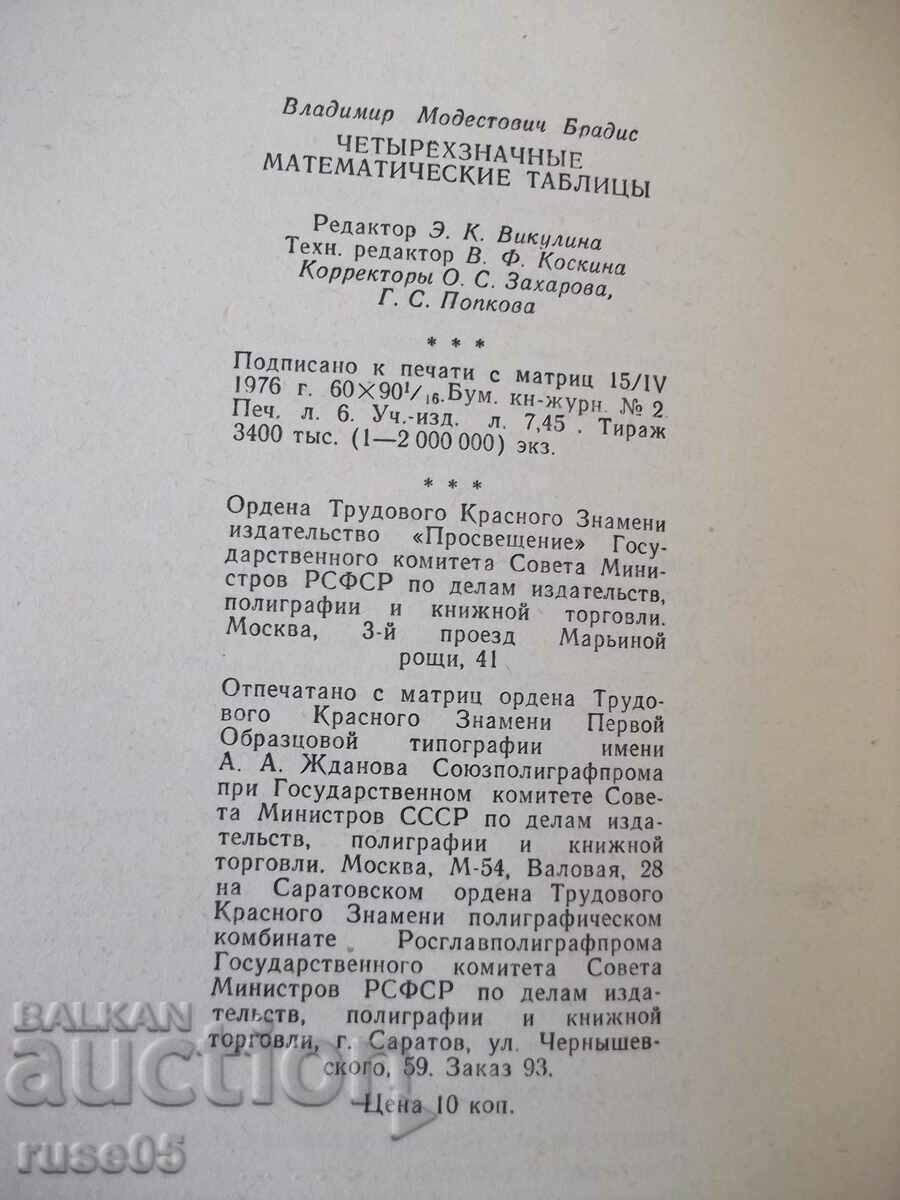 Владимир Модестович Брадис
ЧЕТЫРЕХЗНАЧНЫЕ
МАТЕМАТИЧЕСКИЕ ТАБЛИЦЫ
Редактор Э. К. Викулина
Техн. редактор В. Ф. Коскина
Корректоры О. С. Захарова,
Г. С. Попкова
* * *
Подписано к печати с матриц 15/IV
1976 г. 60×90¹/₁₆. Бум. кн-журн. № 2
Печ. л. 6. Уч.-изд. л. 7,45 . Тираж
3400 тыс. (1—2 000 000) экз.
* * *
Ордена Трудового Красного Знамени
издательство «Просвещение» Госу-
дарственного комитета Совета Мини-
стров РСФСР по делам издательств,
полиграфии и книжной торговли.
Москва, 3-й проезд Марьиной
рощи, 41
Отпечатано с матриц ордена Трудо-
вого Красного Знамени Первой
Образцовой типографии имени
А. А. Жданова Союзполиграфпрома
при Государственном комитете Сове-
та Министров СССР по делам изда-
тельств, полиграфии и книжной
торговли. Москва, М-54, Валовая, 28
на Саратовском ордена Трудового
Красного Знамени полиграфическом
комбинате Росглавполиграфпрома
Государственного комитета Совета
Министров РСФСР по делам изда-
тельств, полиграфии и книжной
торговли, г. Саратов, ул. Чернышев-
ского, 59. Заказ 93.
Цена 10 коп.
BALKAN
auction
ruse05